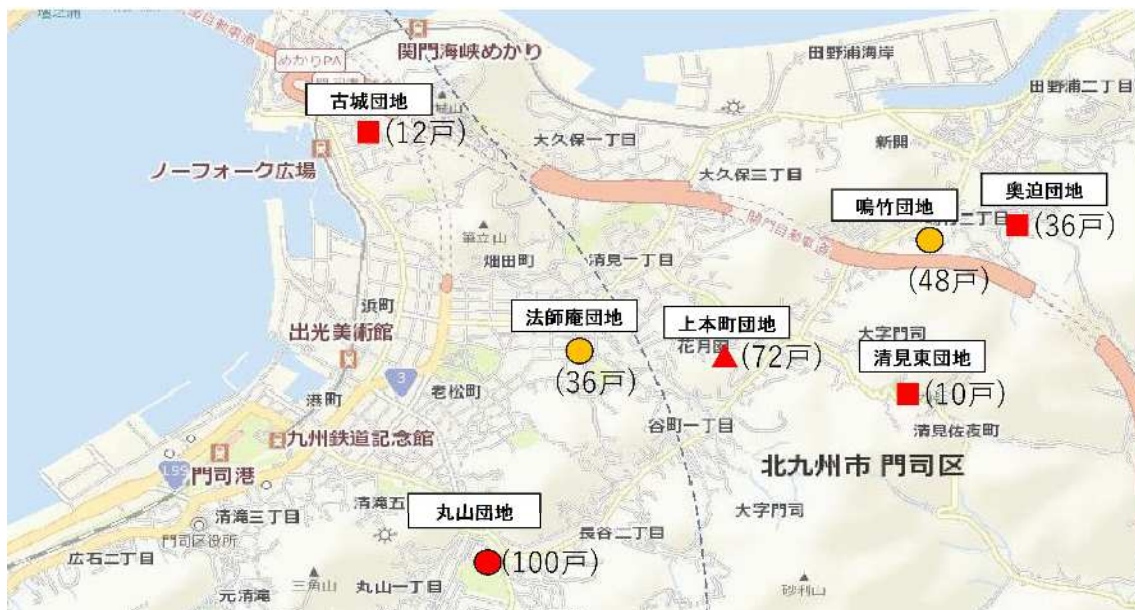 関門海峡めかり
めかりPA
田野浦海岸
田野浦二丁目
古城団地
(12戸)
大久保一丁目
新開
ノーフォーク広場
大久保三丁目
鳴竹団地
奥迫団地
(36戸)
関門自動車道
(48戸)
筆立山
畑田町
清見一丁目
浜町
法師庵団地
上本町団地
大字門司
出光美術館
花月園
(72戸)
清見東団地
(36戸)
(10戸)
3
港町
老松町
九州鉄道記念館
谷町一丁目
清見佐夜町
199
門司港
北九州市 門司区
清滝三丁目
清滝五
丸山団地
大字門司
門司区役所
長谷二丁目
広石二丁目
(100戸)
三角山
丸山一丁目
砂利山
元清滝